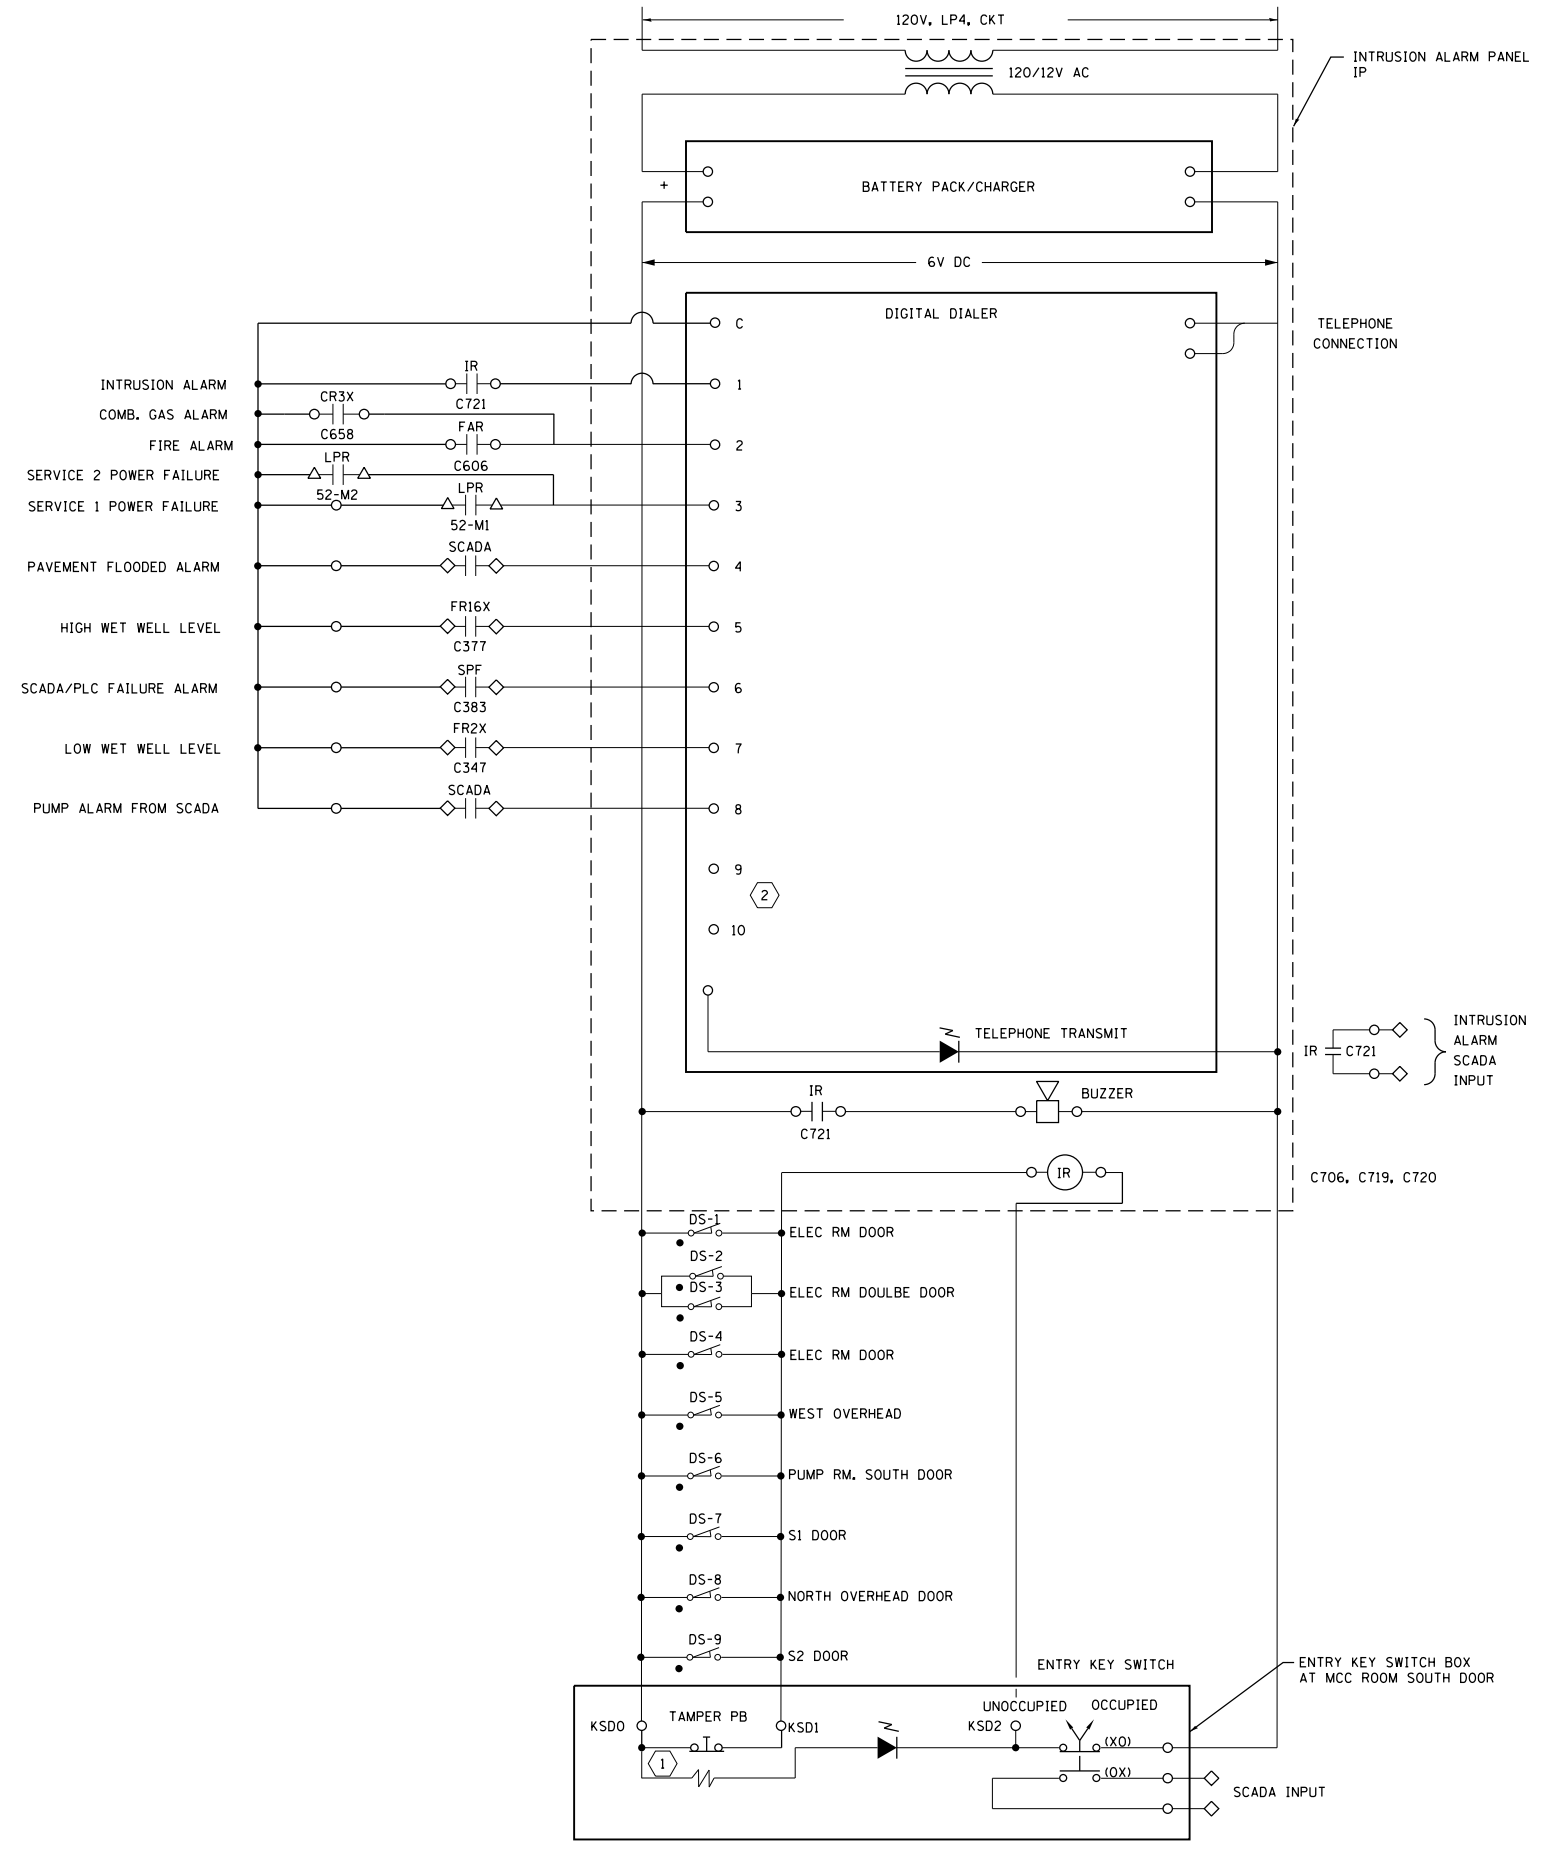 120V, LP4, CKT
INTRUSION ALARM PANEL
IP
120/12V AC
+
BATTERY PACK/CHARGER
6V DC
DIGITAL DIALER
C
TELEPHONE
CONNECTION
INTRUSION ALARM
IR
C721
1
COMB. GAS ALARM
CR3X
C658
FIRE ALARM
FAR
C606
2
SERVICE 2 POWER FAILURE
LPR
52-M2
SERVICE 1 POWER FAILURE
LPR
52-M1
3
PAVEMENT FLOODED ALARM
SCADA
4
HIGH WET WELL LEVEL
FR16X
C377
5
SCADA/PLC FAILURE ALARM
SPF
C383
6
LOW WET WELL LEVEL
FR2X
C347
7
PUMP ALARM FROM SCADA
SCADA
8
9
2
10
TELEPHONE TRANSMIT
IR
C721
INTRUSION
ALARM
SCADA
INPUT
IR
C721
BUZZER
IR
C706, C719, C720
DS-1
ELEC RM DOOR
DS-2
DS-3
ELEC RM DOULBE DOOR
DS-4
ELEC RM DOOR
DS-5
WEST OVERHEAD
DS-6
PUMP RM. SOUTH DOOR
DS-7
S1 DOOR
DS-8
NORTH OVERHEAD DOOR
DS-9
S2 DOOR
ENTRY KEY SWITCH
ENTRY KEY SWITCH BOX
AT MCC ROOM SOUTH DOOR
KSD0
TAMPER PB
KSD1
UNOCCUPIED
OCCUPIED
KSD2
(XO)
1
(OX)
SCADA INPUT